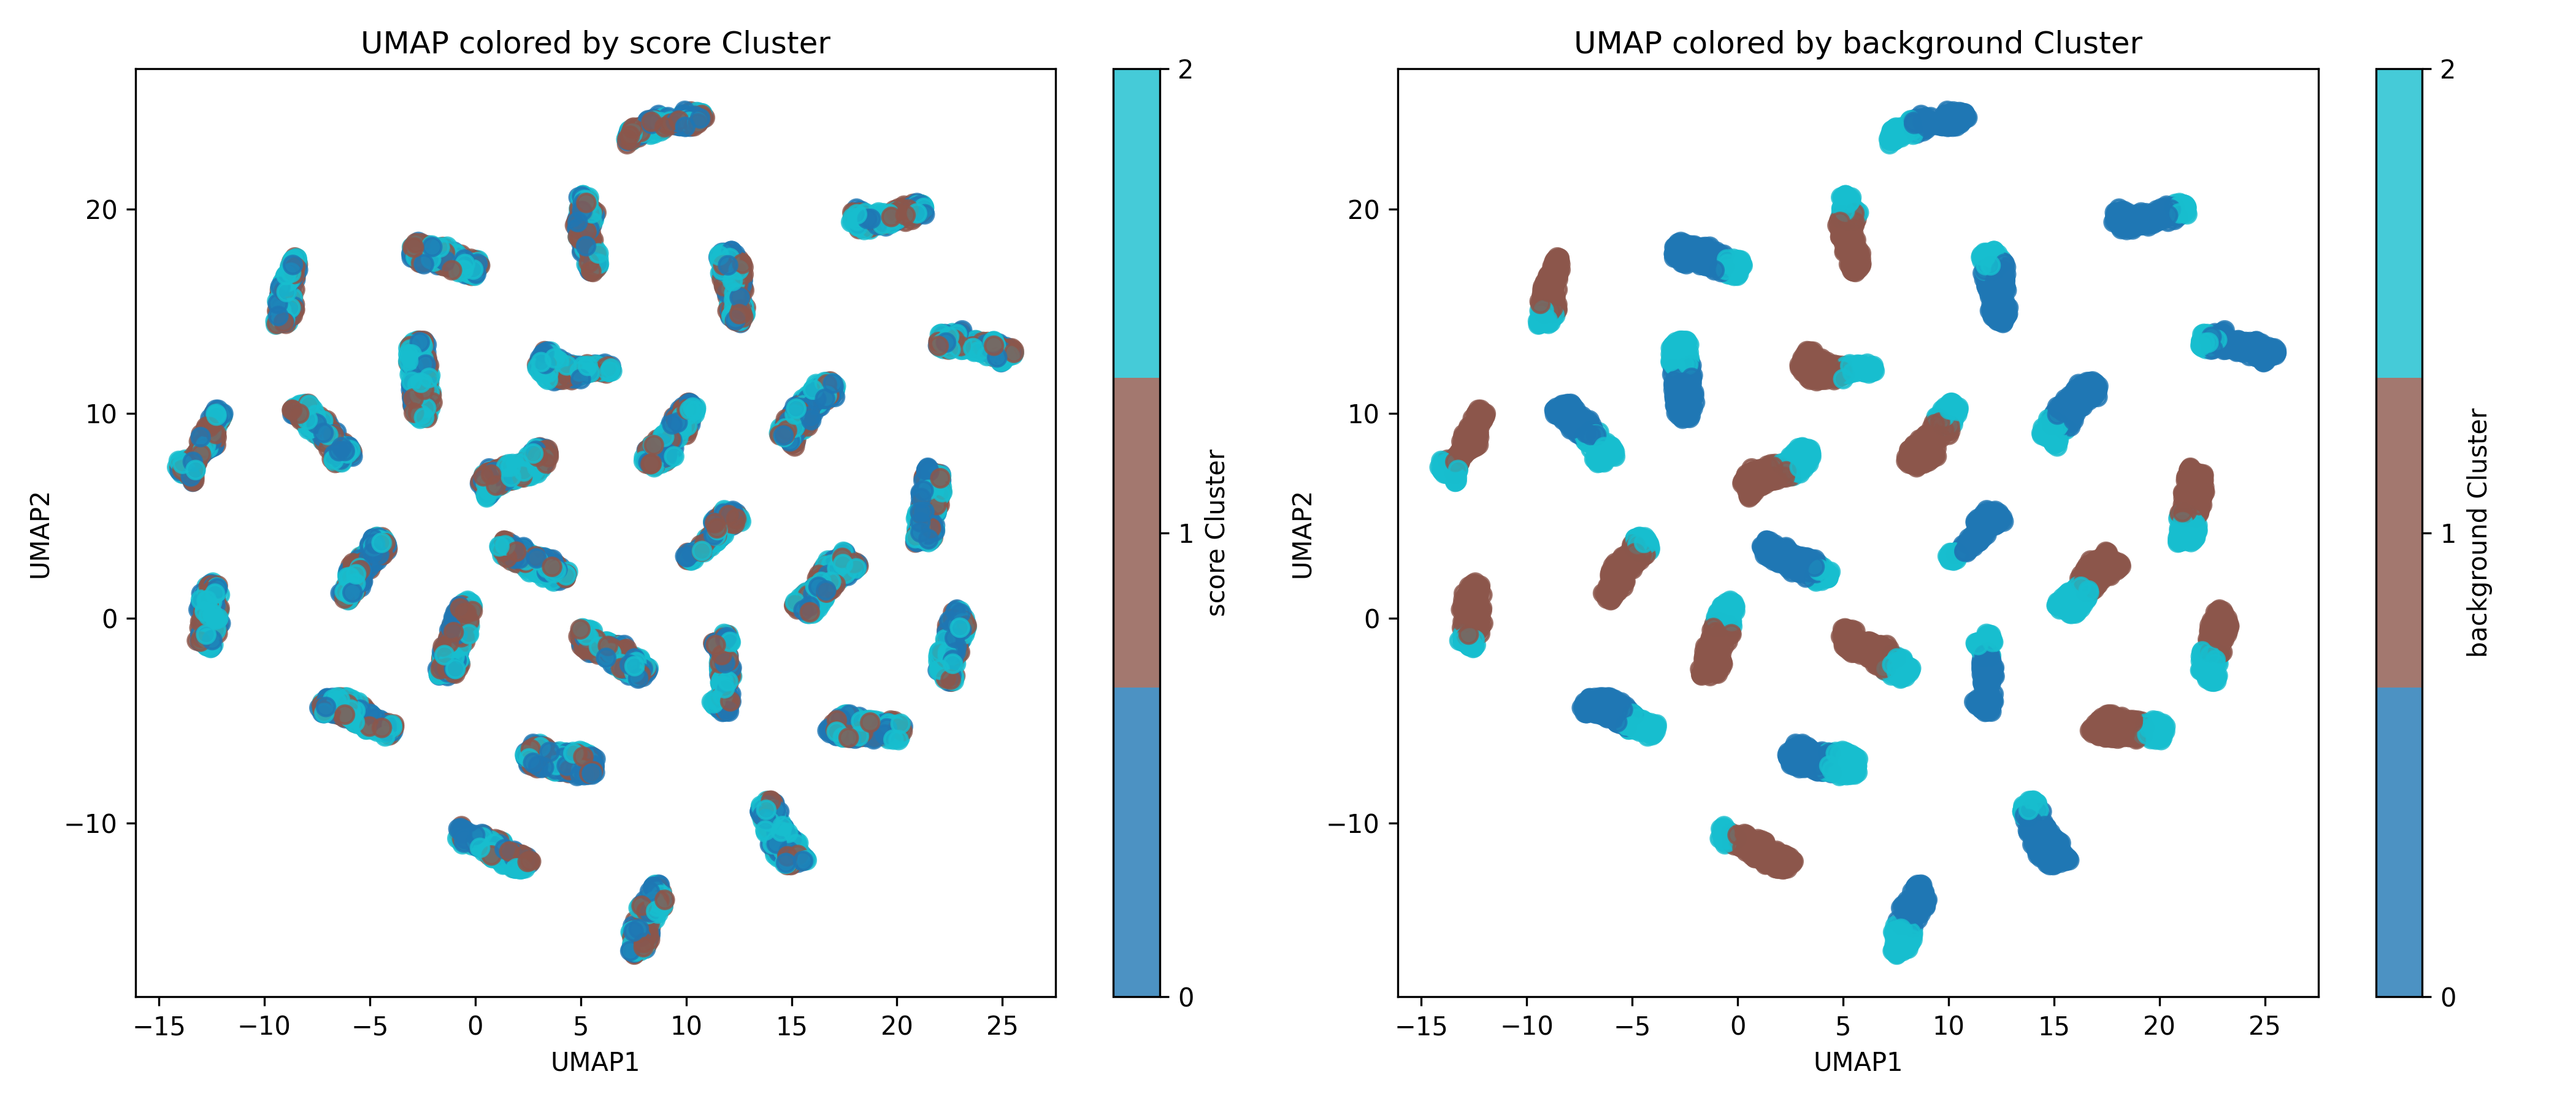 UMAP colored by score Cluster
UMAP2
20
10
0
−10
−15 −10 −5 0 5 10 15 20 25
UMAP1
2
1
0
score Cluster
UMAP colored by background Cluster
UMAP2
20
10
0
−10
−15 −10 −5 0 5 10 15 20 25
UMAP1
2
1
0
background Cluster